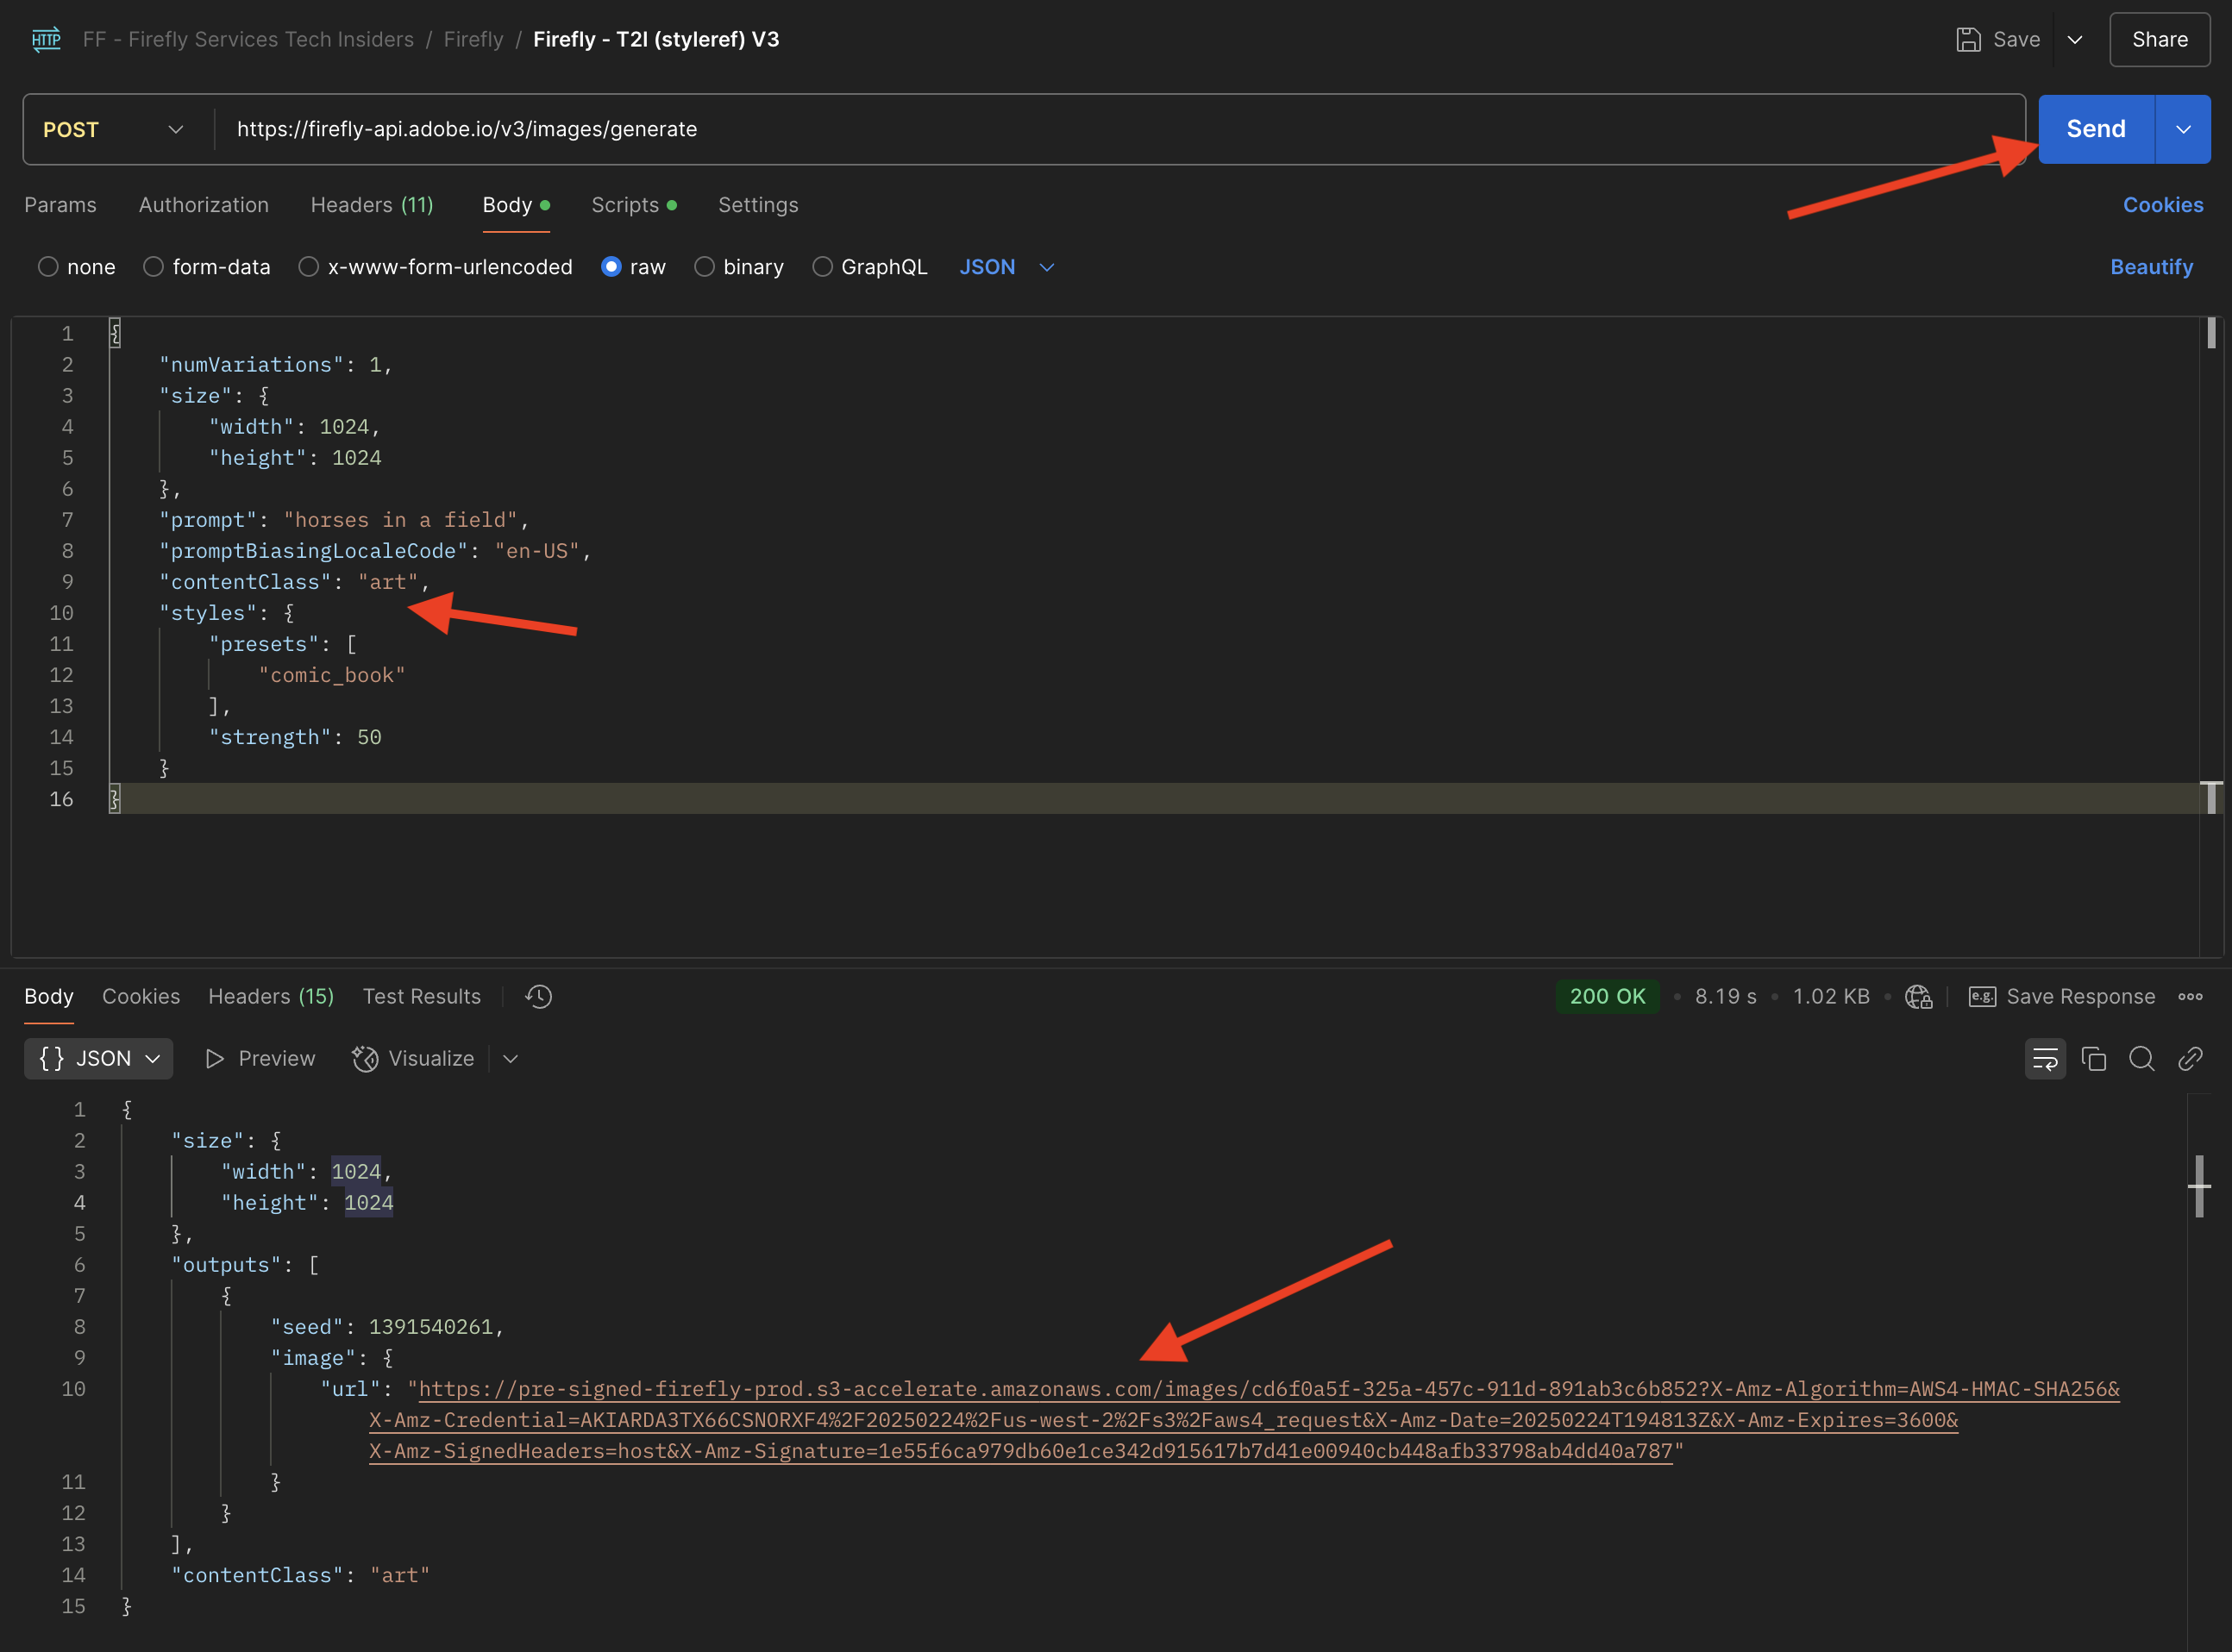 HTTP FF - Firefly Services Tech Insiders / Firefly / Firefly - T2I (styleref) V3 Save Share
POST https://firefly-api.adobe.io/v3/images/generate Send
Params Authorization Headers (11) Body Scripts Settings Cookies
none form-data x-www-form-urlencoded raw binary GraphQL JSON Beautify
1 {
2 "numVariations": 1,
3 "size": {
4 "width": 1024,
5 "height": 1024
6 },
7 "prompt": "horses in a field",
8 "promptBiasingLocaleCode": "en-US",
9 "contentClass": "art",
10 "styles": {
11 "presets": [
12 "comic_book"
13 ],
14 "strength": 50
15 }
16 }
Body Cookies Headers (15) Test Results 200 OK • 8.19 s • 1.02 KB • e.g. Save Response
{} JSON Preview Visualize
1 {
2 "size": {
3 "width": 1024,
4 "height": 1024
5 },
6 "outputs": [
7 {
8 "seed": 1391540261,
9 "image": {
10 "url": "https://pre-signed-firefly-prod.s3-accelerate.amazonaws.com/images/cd6f0a5f-325a-457c-911d-891ab3c6b852?X-Amz-Algorithm=AWS4-HMAC-SHA256&
X-Amz-Credential=AKIARDA3TX66CSNORXF4%2F20250224%2Fus-west-2%2Fs3%2Faws4_request&X-Amz-Date=20250224T194813Z&X-Amz-Expires=3600&
X-Amz-SignedHeaders=host&X-Amz-Signature=1e55f6ca979db60e1ce342d915617b7d41e00940cb448afb33798ab4dd40a787"
11 }
12 }
13 ],
14 "contentClass": "art"
15 }